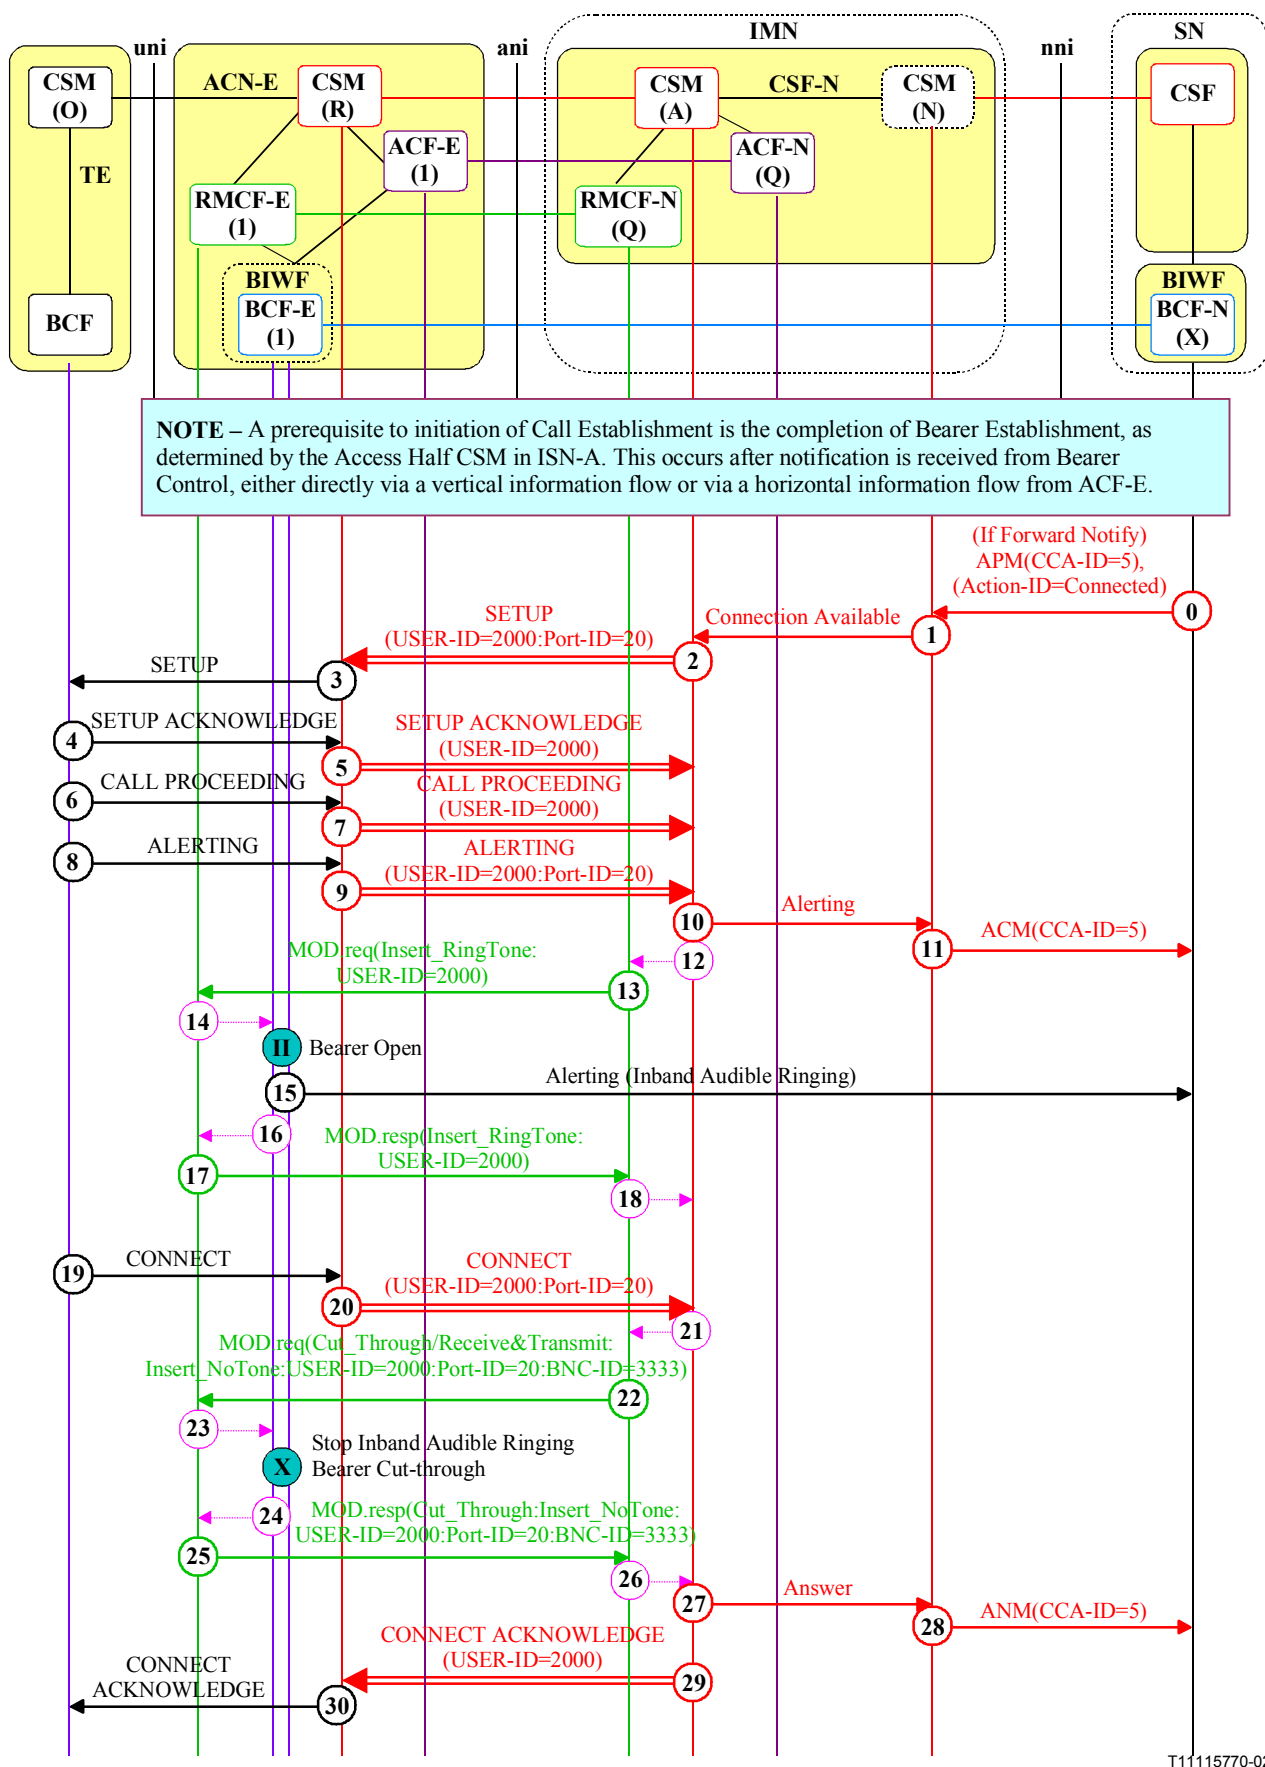 IMN
SN
uni
ani
nni
CSM
(O)
ACN-E
CSM
(R)
CSM
(A)
CSF-N
CSM
(N)
CSF
TE
ACF-E
(1)
ACF-N
(Q)
RMCF-E
(1)
RMCF-N
(Q)
BIWF
BIWF
BCF
BCF-E
(1)
BCF-N
(X)
NOTE – A prerequisite to initiation of Call Establishment is the completion of Bearer Establishment, as
determined by the Access Half CSM in ISN-A. This occurs after notification is received from Bearer
Control, either directly via a vertical information flow or via a horizontal information flow from ACF-E.
(If Forward Notify)
APM(CCA-ID=5),
(Action-ID=Connected)
0
Connection Available
1
SETUP
(USER-ID=2000:Port-ID=20)
2
SETUP
3
4
SETUP ACKNOWLEDGE
SETUP ACKNOWLEDGE
(USER-ID=2000)
5
6
CALL PROCEEDING
CALL PROCEEDING
(USER-ID=2000)
7
8
ALERTING
ALERTING
(USER-ID=2000:Port-ID=20)
9
10
Alerting
11
ACM(CCA-ID=5)
12
MOD.req(Insert_RingTone:
USER-ID=2000)
13
14
II
Bearer Open
15
Alerting (Inband Audible Ringing)
16
MOD.resp(Insert_RingTone:
USER-ID=2000)
17
18
19
CONNECT
CONNECT
(USER-ID=2000:Port-ID=20)
20
21
MOD.req(Cut_Through/Receive&Transmit:
Insert_NoTone:USER-ID=2000:Port-ID=20:BNC-ID=3333)
22
23
X
Stop Inband Audible Ringing
Bearer Cut-through
24
MOD.resp(Cut_Through:Insert_NoTone:
USER-ID=2000:Port-ID=20:BNC-ID=3333)
25
26
27
Answer
28
ANM(CCA-ID=5)
CONNECT ACKNOWLEDGE
(USER-ID=2000)
29
CONNECT
ACKNOWLEDGE
30
T11115770-02